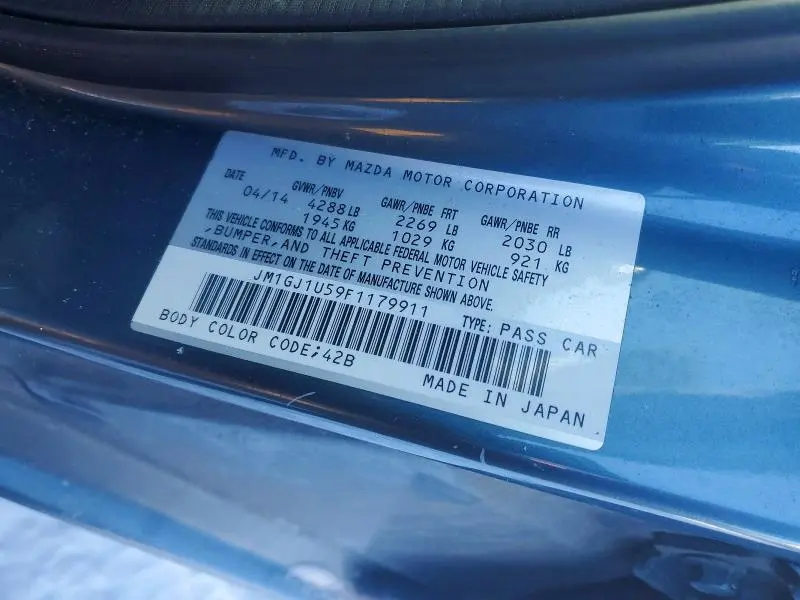 MFD. BY MAZDA MOTOR CORPORATION
DATE GVWR/PNBV GAWR/PNBE FRT GAWR/PNBE RR
04/14 4288 LB 2269 LB 2030 LB
1945 KG 1029 KG 921 KG
THIS VEHICLE CONFORMS TO ALL APPLICABLE FEDERAL MOTOR VEHICLE SAFETY
,BUMPER,AND THEFT PREVENTION
STANDARDS IN EFFECT ON THE DATE OF MANUFACTURE SHOWN ABOVE.
JM1GJ1U59F1179911 TYPE: PASS CAR
BODY COLOR CODE;42B MADE IN JAPAN